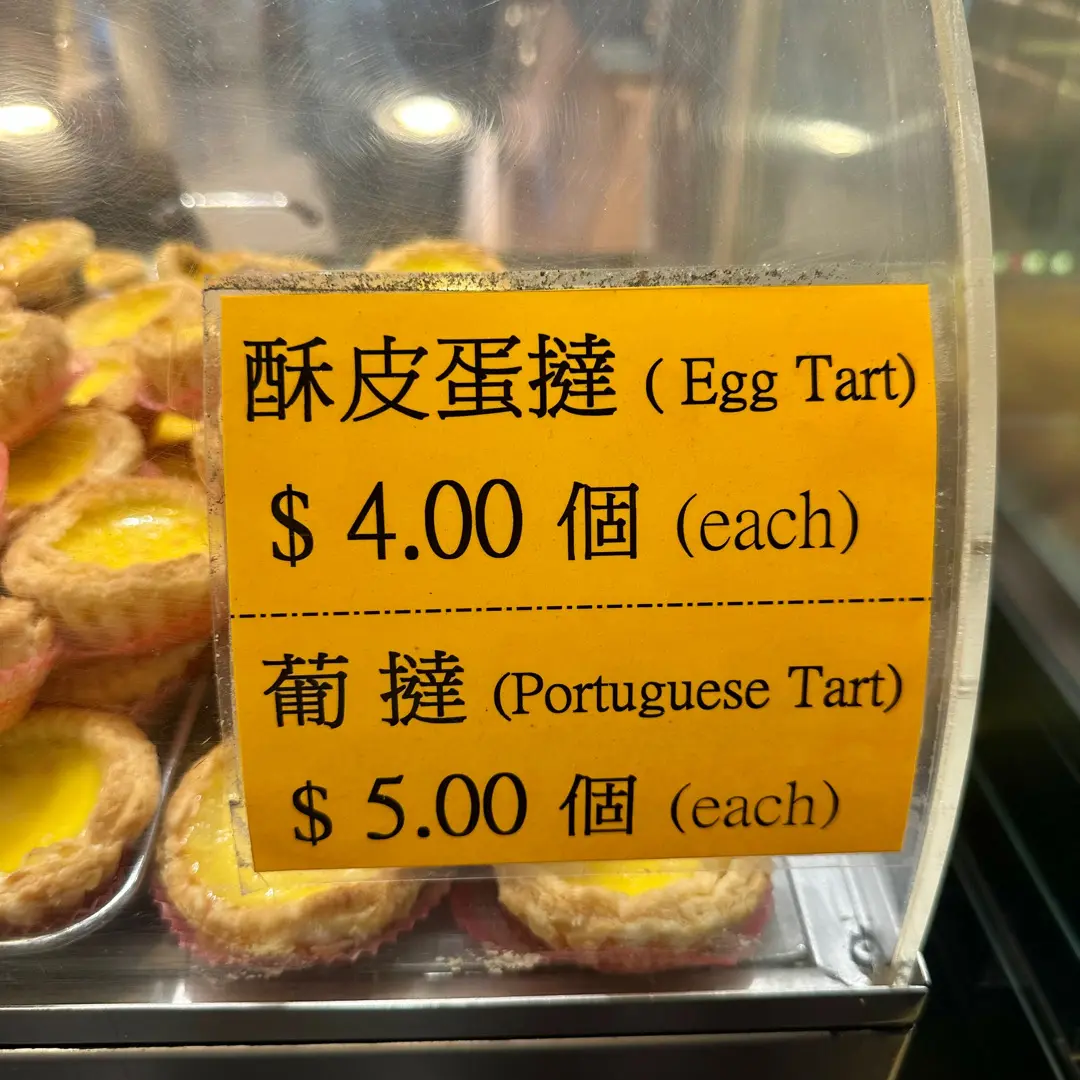 酥皮蛋撻 ( Egg Tart)
$ 4.00 個 (each)
葡 撻 (Portuguese Tart)
$ 5.00 個 (each)